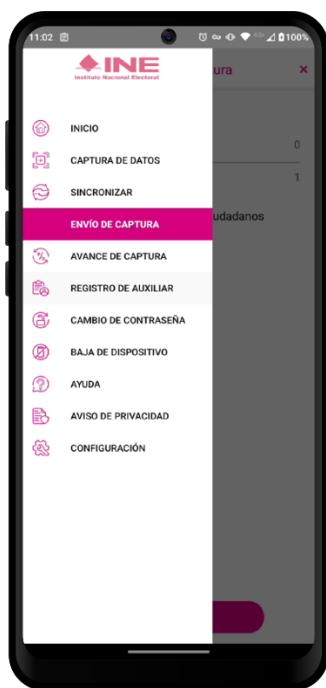 11:02 100%
INE
Instituto Nacional Electoral
ura ×
INICIO
0
CAPTURA DE DATOS
1
SINCRONIZAR
ENVÍO DE CAPTURA
udadanos
AVANCE DE CAPTURA
REGISTRO DE AUXILIAR
CAMBIO DE CONTRASEÑA
BAJA DE DISPOSITIVO
AYUDA
AVISO DE PRIVACIDAD
CONFIGURACIÓN